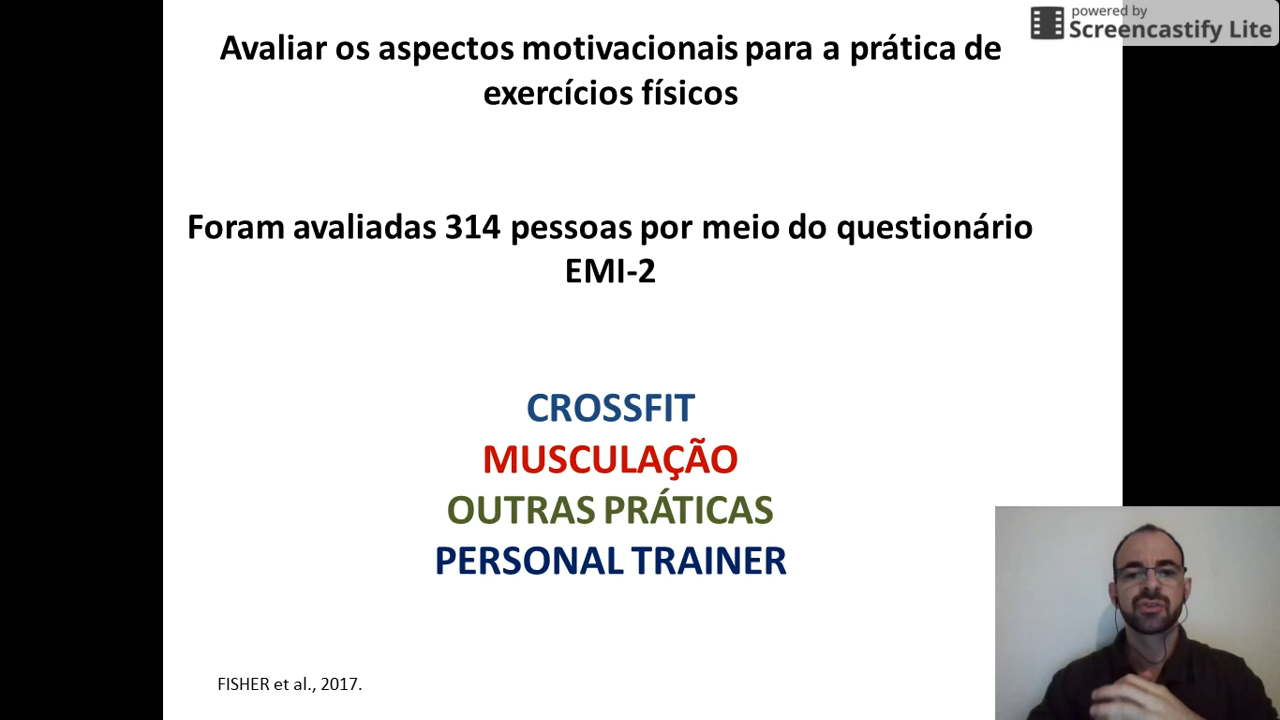 powered by
Screencastify Lite
Avaliar os aspectos motivacionais para a prática de
exercícios físicos
Foram avaliadas 314 pessoas por meio do questionário
EMI-2
CROSSFIT
MUSCULAÇÃO
OUTRAS PRÁTICAS
PERSONAL TRAINER
FISHER et al., 2017.